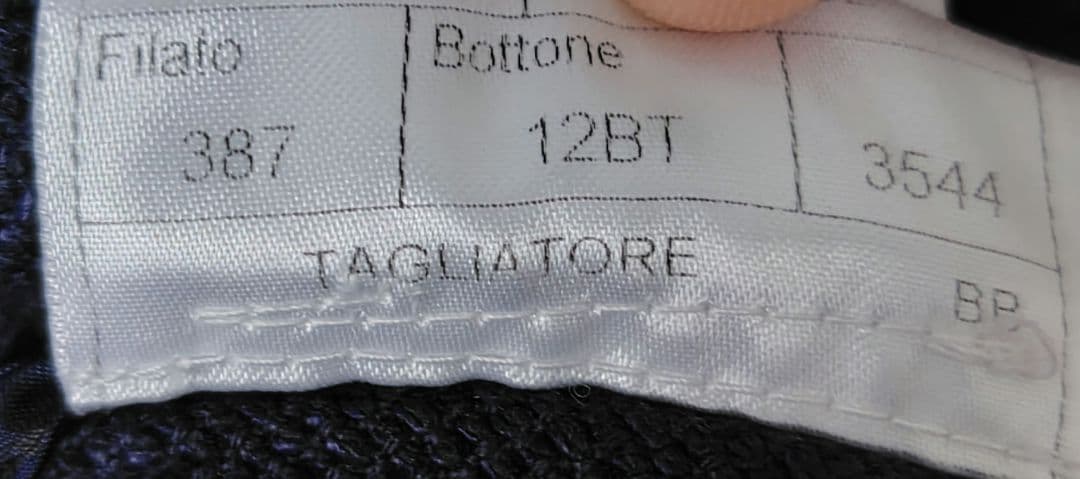 Filato Bottone
387 12BT 3544
TAGLIATORE
BP